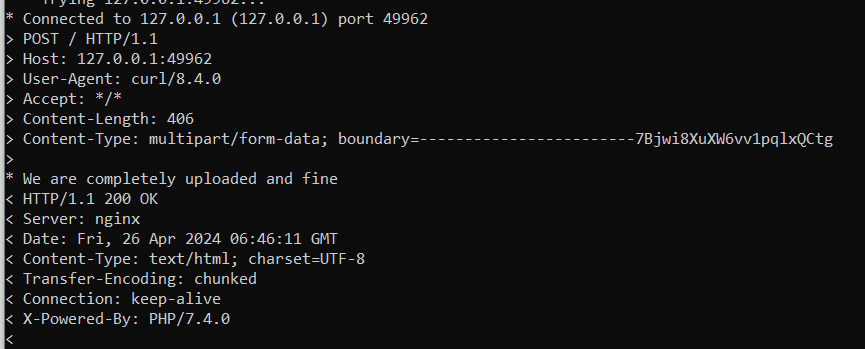 Trying 127.0.0.1:49962...
* Connected to 127.0.0.1 (127.0.0.1) port 49962
> POST / HTTP/1.1
> Host: 127.0.0.1:49962
> User-Agent: curl/8.4.0
> Accept: */*
> Content-Length: 406
> Content-Type: multipart/form-data; boundary=------------------------7Bjwi8XuXW6vv1pqlxQCtg
>
* We are completely uploaded and fine
< HTTP/1.1 200 OK
< Server: nginx
< Date: Fri, 26 Apr 2024 06:46:11 GMT
< Content-Type: text/html; charset=UTF-8
< Transfer-Encoding: chunked
< Connection: keep-alive
< X-Powered-By: PHP/7.4.0
<